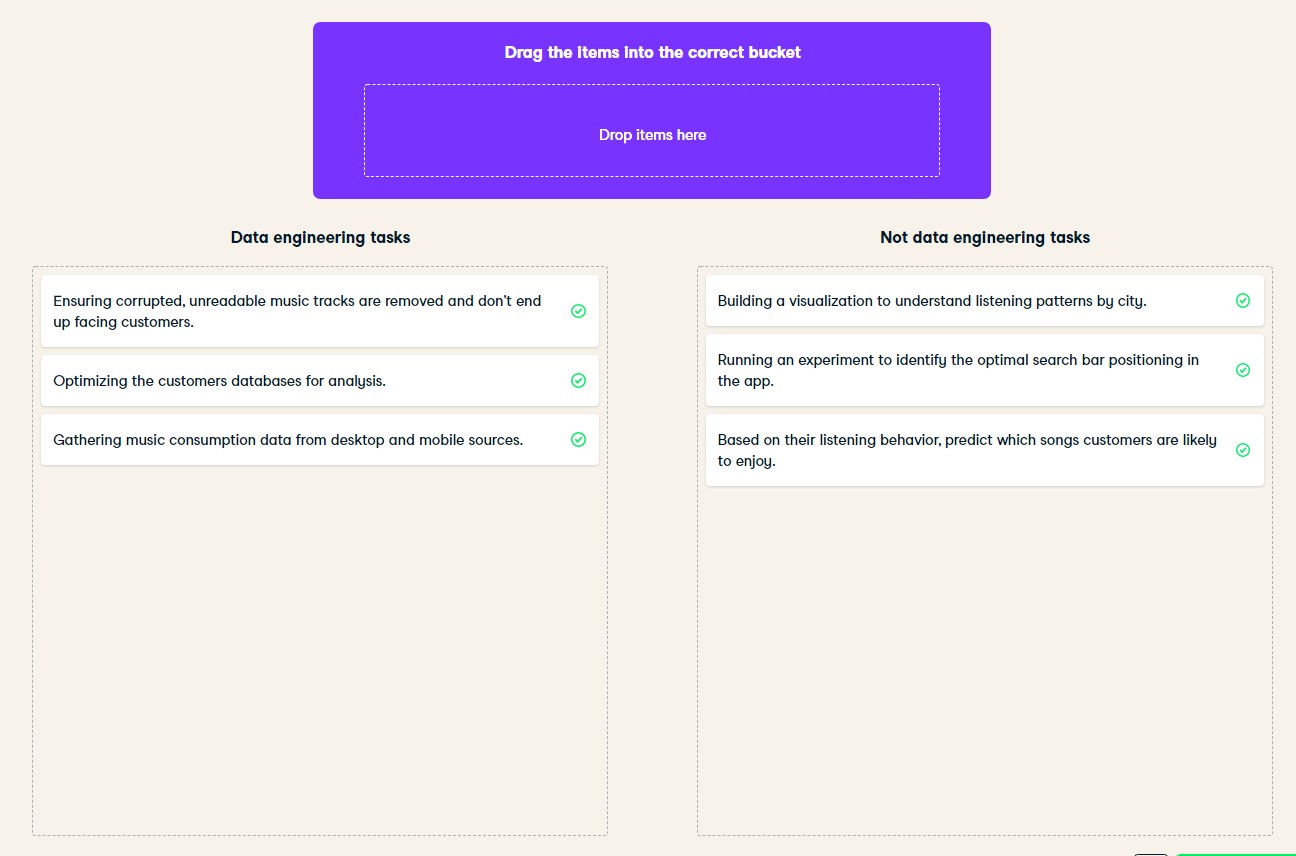 Drag the items into the correct bucket
Drop items here
Data engineering tasks
Ensuring corrupted, unreadable music tracks are removed and don't end
up facing customers.
Optimizing the customers databases for analysis.
Gathering music consumption data from desktop and mobile sources.
Not data engineering tasks
Building a visualization to understand listening patterns by city.
Running an experiment to identify the optimal search bar positioning in
the app.
Based on their listening behavior, predict which songs customers are likely
to enjoy.